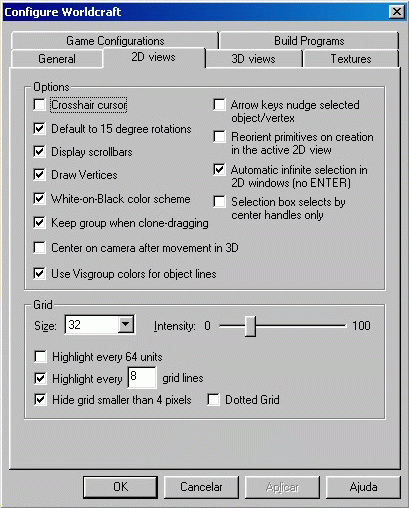 Configure Worldcraft
Game Configurations
Build Programs
General
2D views
3D views
Textures
Options
Crosshair cursor
Default to 15 degree rotations
Display scrollbars
Draw Vertices
White-on-Black color scheme
Keep group when clone-dragging
Center on camera after movement in 3D
Use Visgroup colors for object lines
Arrow keys nudge selected
object/vertex
Reorient primitives on creation
in the active 2D view
Automatic infinite selection in
2D windows (no ENTER)
Selection box selects by
center handles only
Grid
Size: 32 Intensity: 0 100
Highlight every 64 units
Highlight every 8 grid lines
Hide grid smaller than 4 pixels Dotted Grid
OK Cancelar Aplicar Ajuda